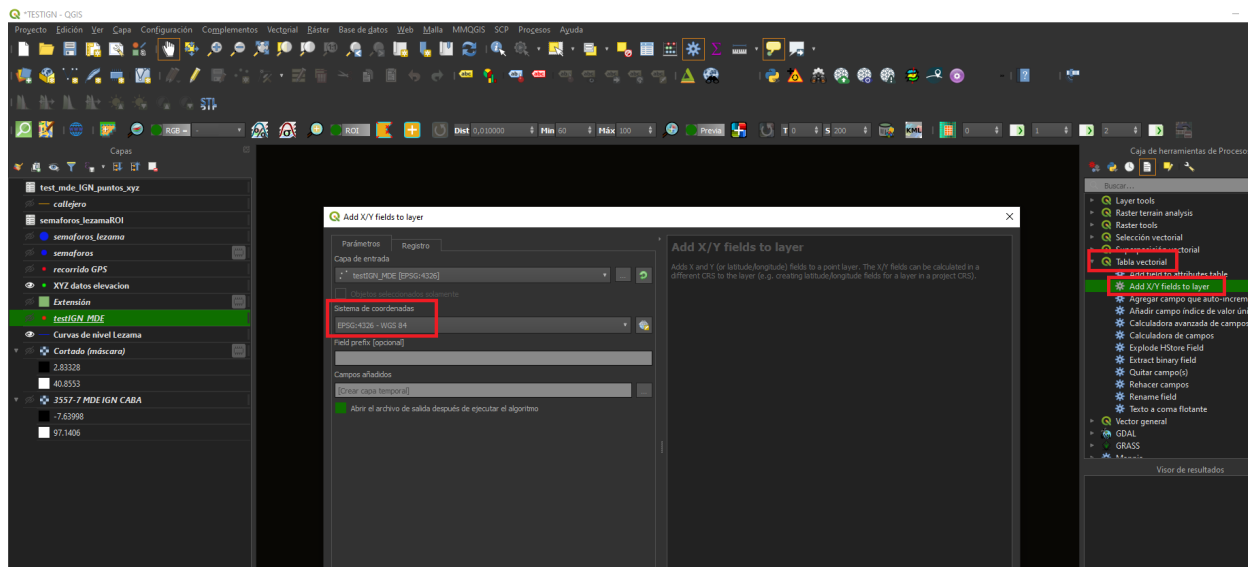 *TESTIGN - QGIS
Proyecto Edición Ver Capa Configuración Complementos Vectorial Ráster Base de datos Web Malla MMQGIS SCP Procesos Ayuda
RGB = -
ROI
Dist 0,010000 Min 60 Máx 100
Previa
T 0 S 200
KML
0 1 2
Capas
test_mde_IGN_puntos_xyz
callejero
semaforos_lezamaROI
semaforos_lezama
semaforos
recorrido GPS
XYZ datos elevacion
Extensión
testIGN_MDE
Curvas de nivel Lezama
Cortado (máscara)
2.83328
40.8553
3557-7 MDE IGN CABA
-7.63998
97.1406
Add X/Y fields to layer
Parámetros Registro
Capa de entrada
testIGN_MDE [EPSG:4326]
Objetos seleccionados solamente
Sistema de coordenadas
EPSG:4326 - WGS 84
Field prefix [opcional]
Campos añadidos
[Crear capa temporal]
Abrir el archivo de salida después de ejecutar el algoritmo
Add X/Y fields to layer
Adds X and Y (or latitude/longitude) fields to a point layer. The X/Y fields can be calculated in a
different CRS to the layer (e.g. creating latitude/longitude fields for a layer in a project CRS).
Caja de herramientas de Proceso
Buscar...
Layer tools
Raster terrain analysis
Raster tools
Selección vectorial
Superposición vectorial
Tabla vectorial
Add field to attributes table
Add X/Y fields to layer
Agregar campo que auto-increm
Añadir campo índice de valor úni
Calculadora avanzada de campos
Calculadora de campos
Explode HStore Field
Extract binary field
Quitar campo(s)
Rehacer campos
Rename field
Texto a coma flotante
Vector general
GDAL
GRASS
Visor de resultados